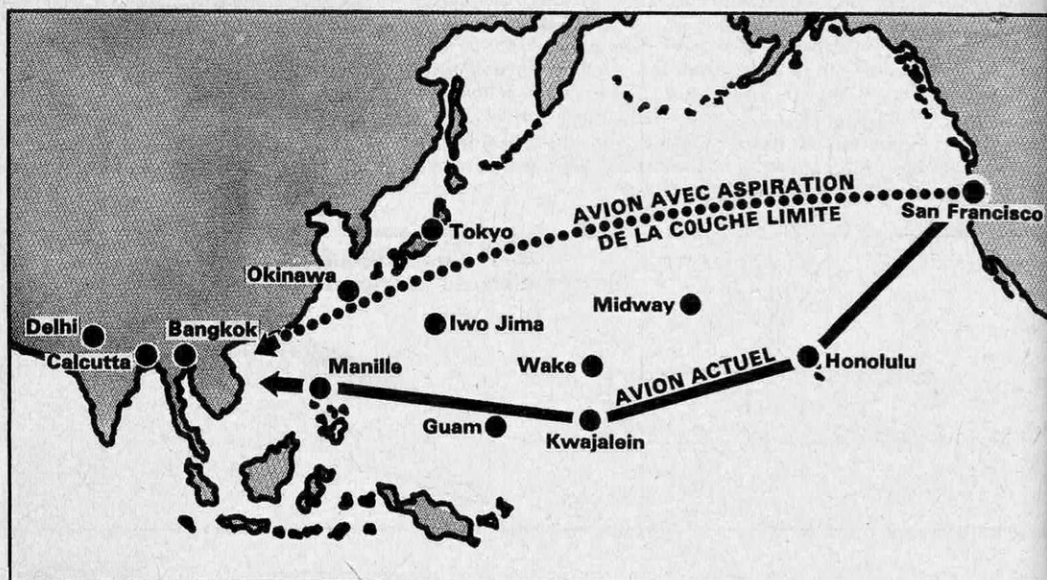 AVION AVEC ASPIRATION
DE LA COUCHE LIMITE
San Francisco
Tokyo
Okinawa
Midway
Delhi
Bangkok
Iwo Jima
Calcutta
Manille
Wake
AVION ACTUEL
Honolulu
Guam
Kwajalein